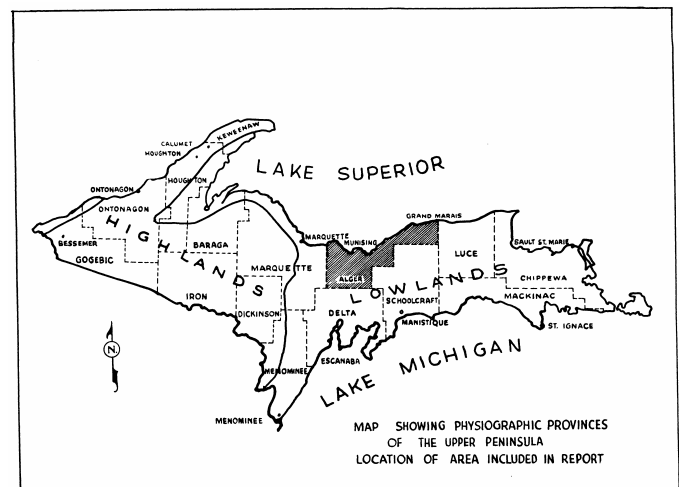 CALUMET
KEWEENAW
HOUGHTON
HOUGHTON
LAKE SUPERIOR
ONTONAGON
ONTONAGON
GRAND MARAIS
MARQUETTE
MUNISING
HIGHLANDS
BESSEMER
BARAGA
LUCE
SAULT ST. MARIE
GOGEBIC
MARQUETTE
ALGER
LOWLANDS
CHIPPEWA
IRON
SCHOOLCRAFT
MACKINAC
DICKINSON
DELTA
MANISTIQUE
ST. IGNACE
N.
ESCANABA
MENOMINEE
LAKE MICHIGAN
MENOMINEE
MAP SHOWING PHYSIOGRAPHIC PROVINCES
OF THE UPPER PENINSULA
LOCATION OF AREA INCLUDED IN REPORT